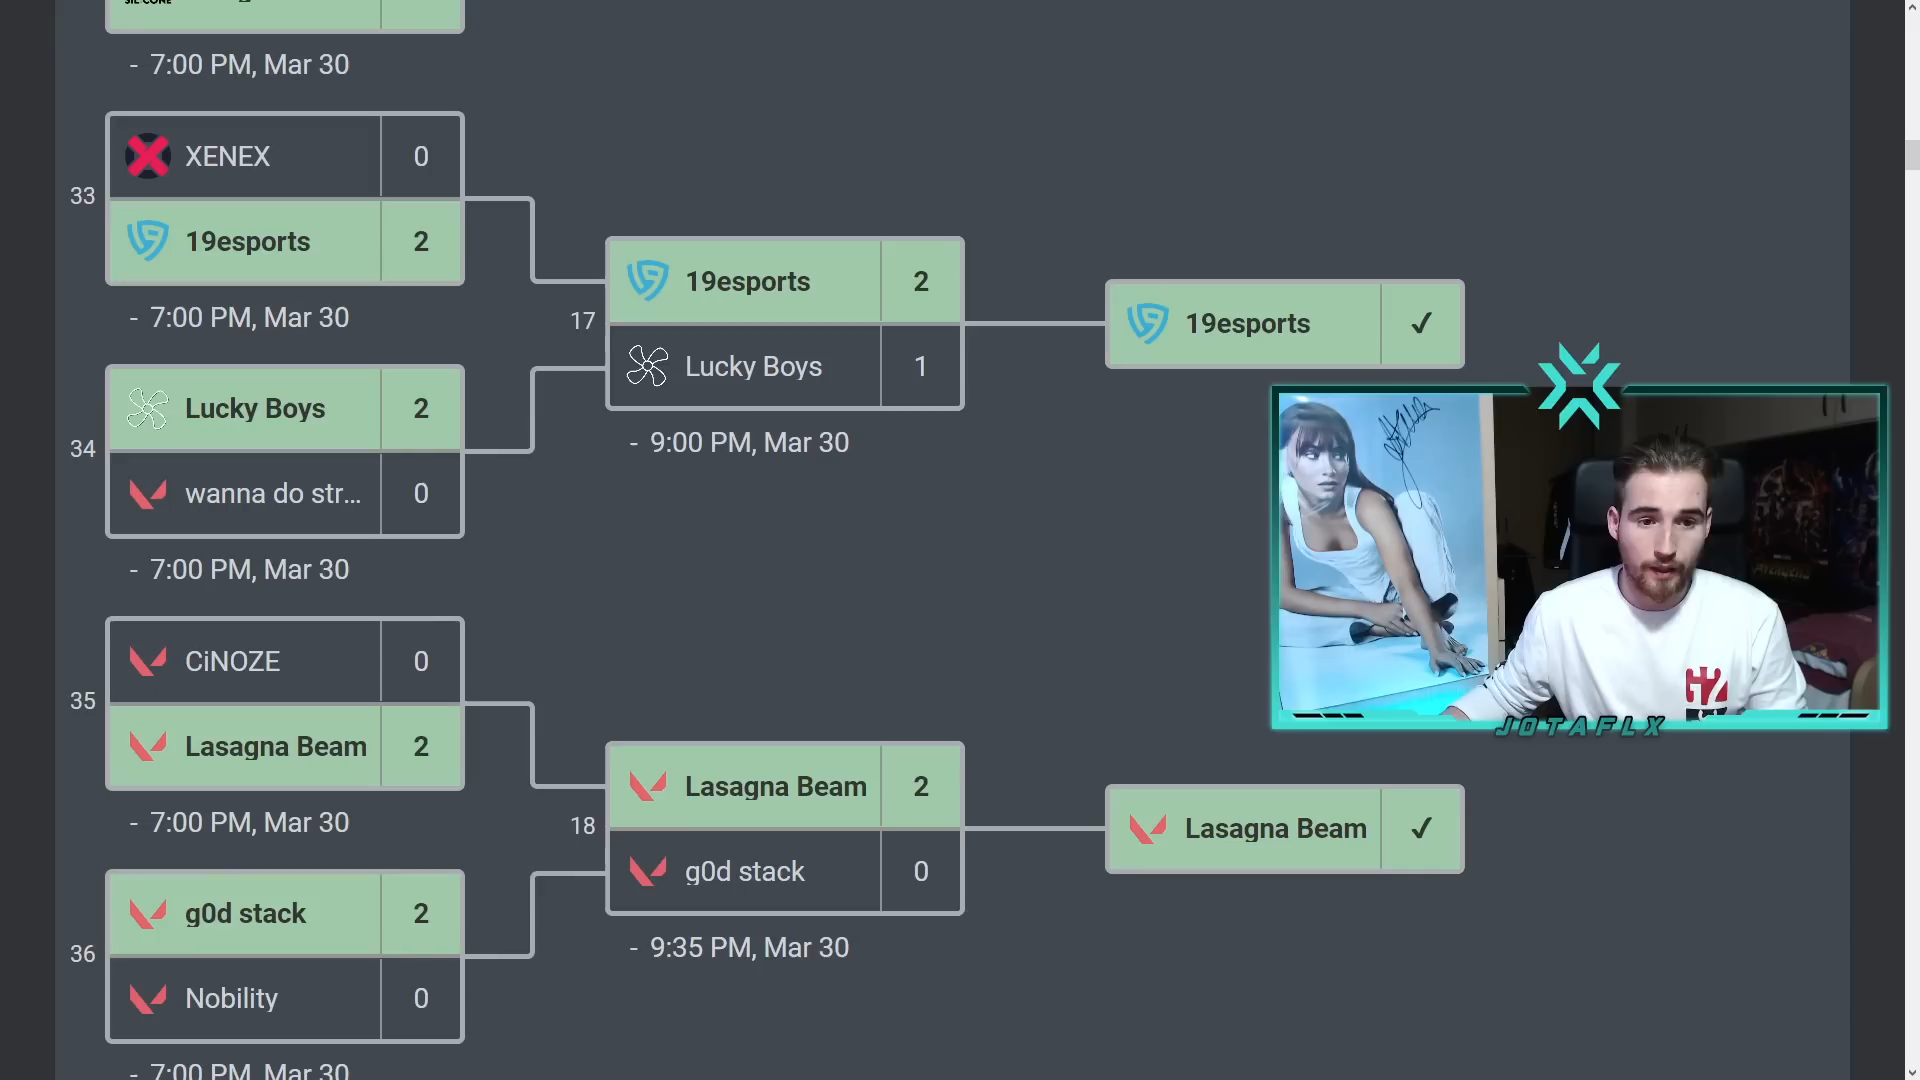 - 7:00 PM, Mar 30
XENEX 0
33
19esports 2
- 7:00 PM, Mar 30
19esports 2
17
Lucky Boys 1
- 9:00 PM, Mar 30
19esports ✓
Lucky Boys 2
34
wanna do str... 0
- 7:00 PM, Mar 30
CiNOZE 0
35
Lasagna Beam 2
- 7:00 PM, Mar 30
Lasagna Beam 2
18
g0d stack 0
- 9:35 PM, Mar 30
Lasagna Beam ✓
g0d stack 2
36
Nobility 0
- 7:00 PM, Mar 30
JOTAFLX